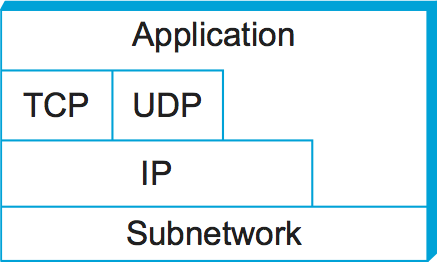 Application
TCP
UDP
IP
Subnetwork